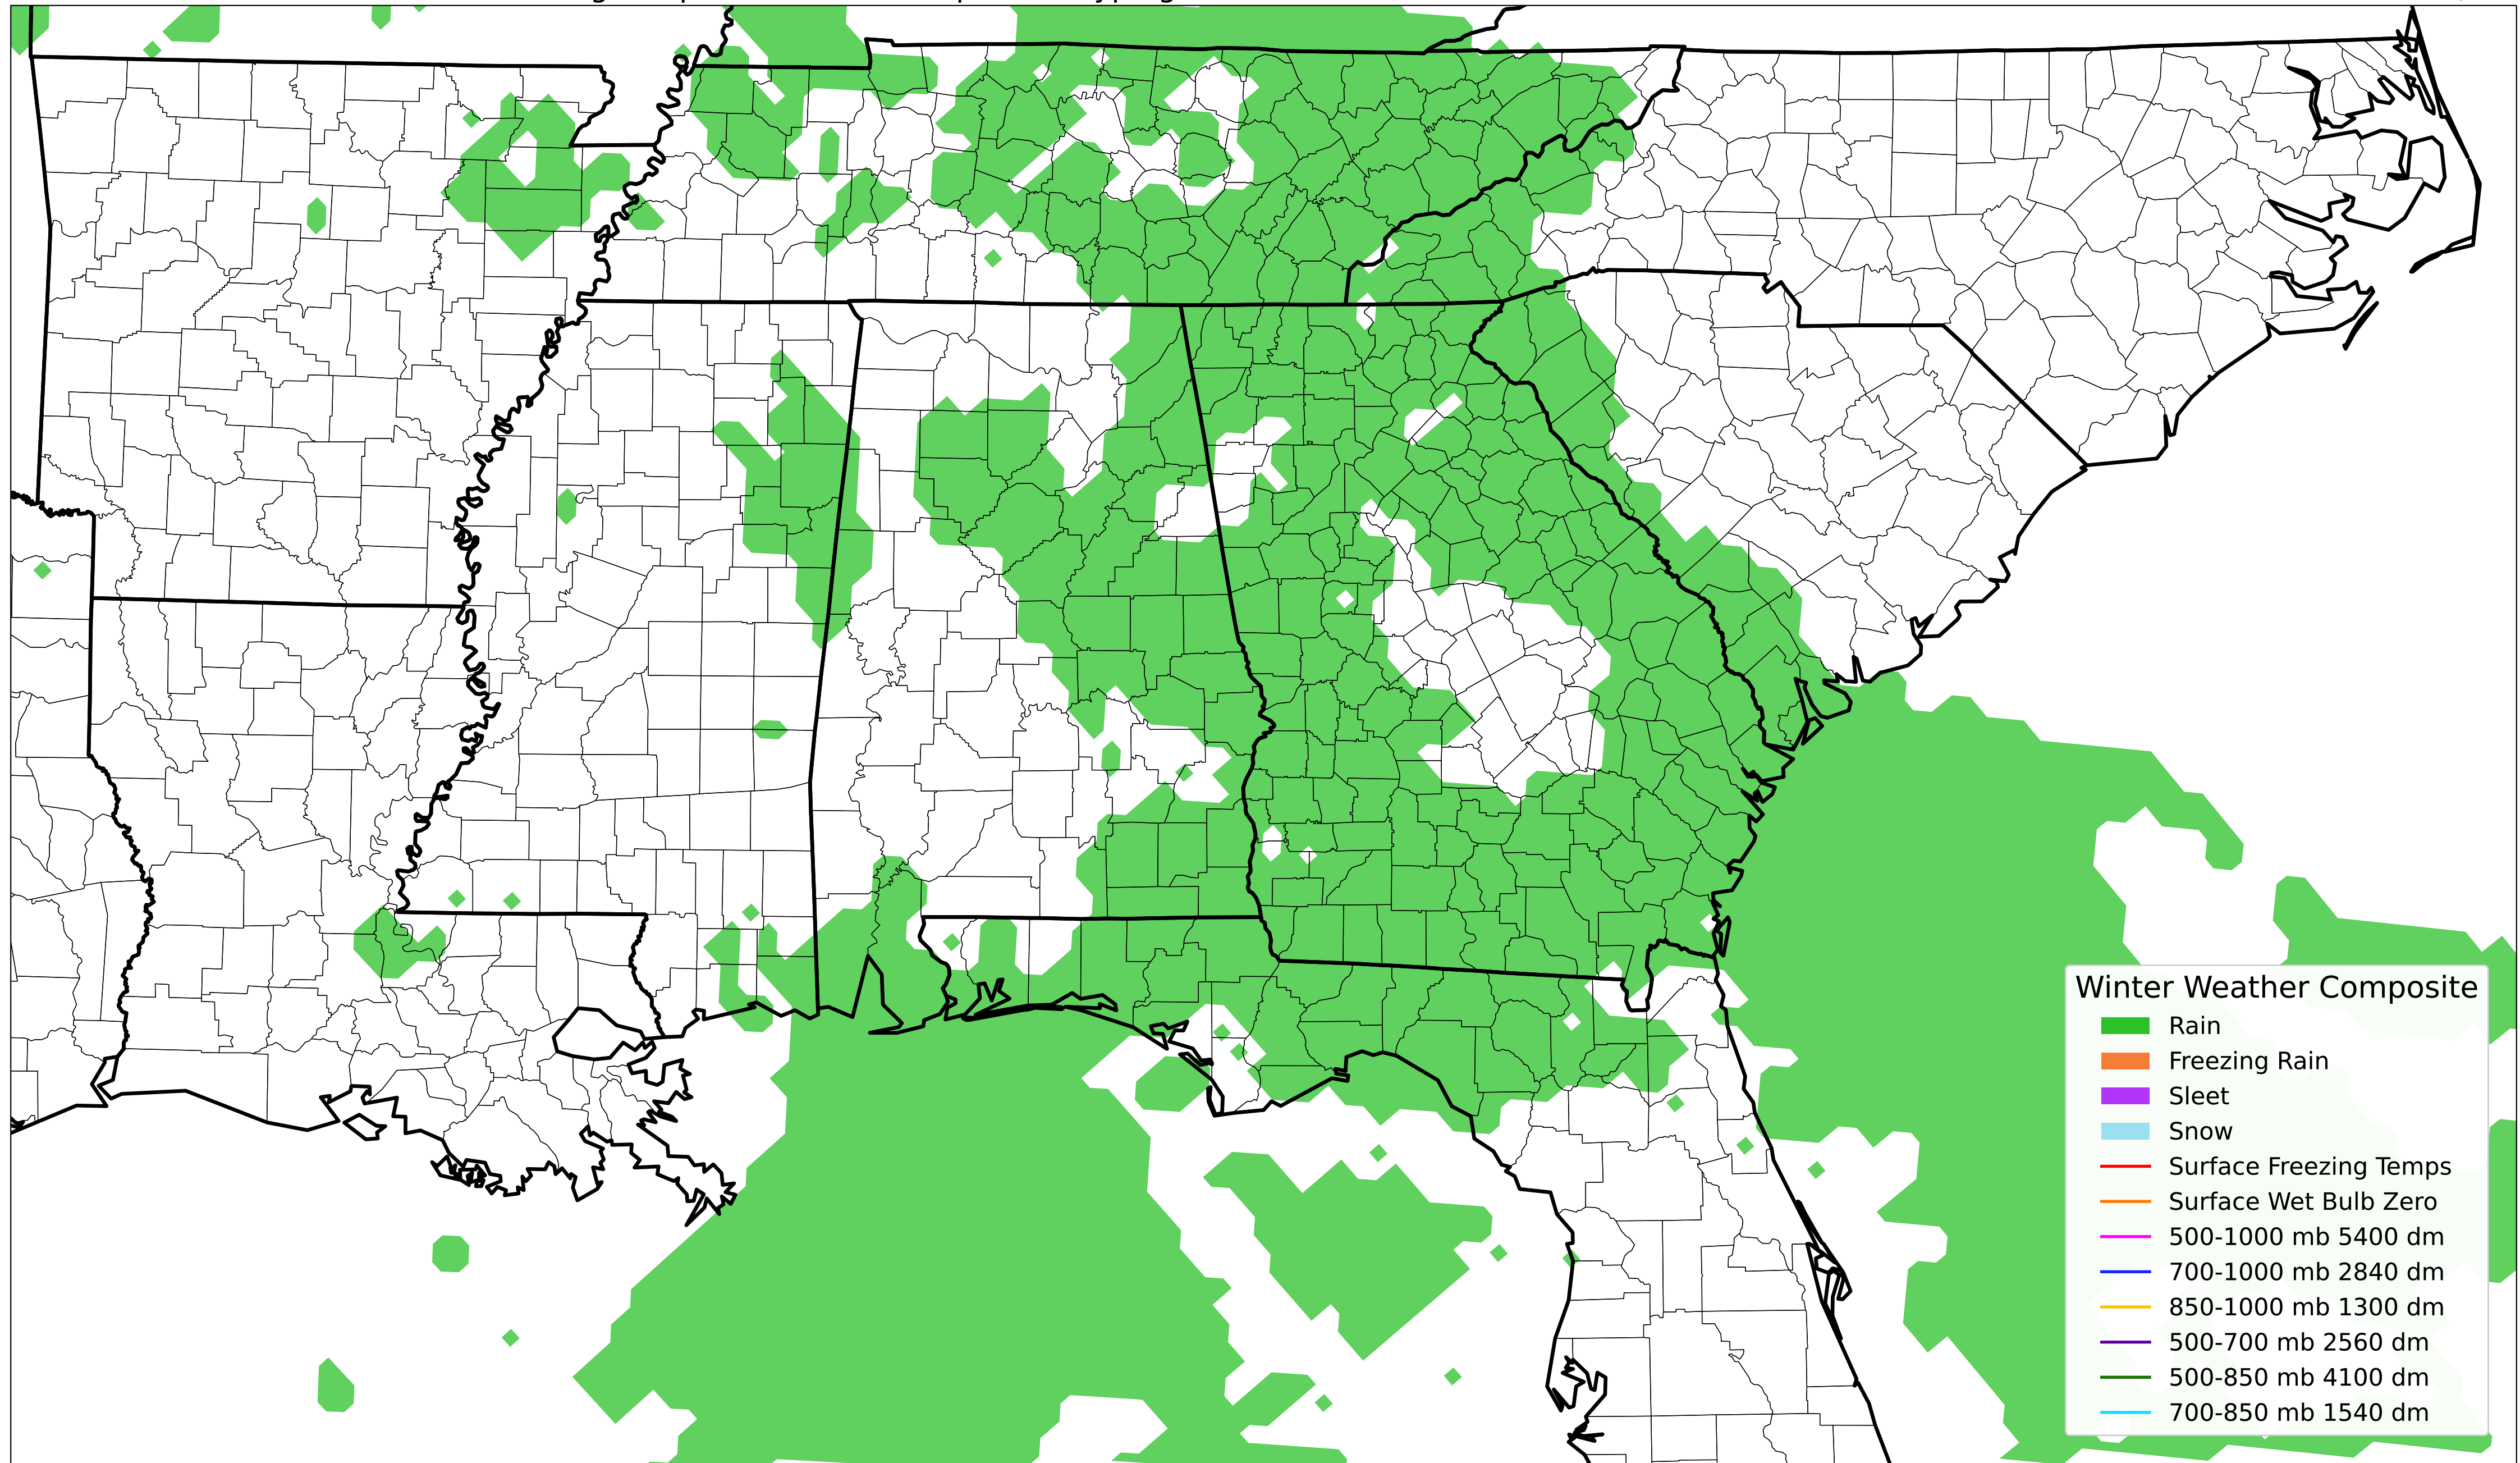 Winter Weather Composite
Rain
Freezing Rain
Sleet
Snow
Surface Freezing Temps
Surface Wet Bulb Zero
500-1000 mb 5400 dm
700-1000 mb 2840 dm
850-1000 mb 1300 dm
500-700 mb 2560 dm
500-850 mb 4100 dm
700-850 mb 1540 dm